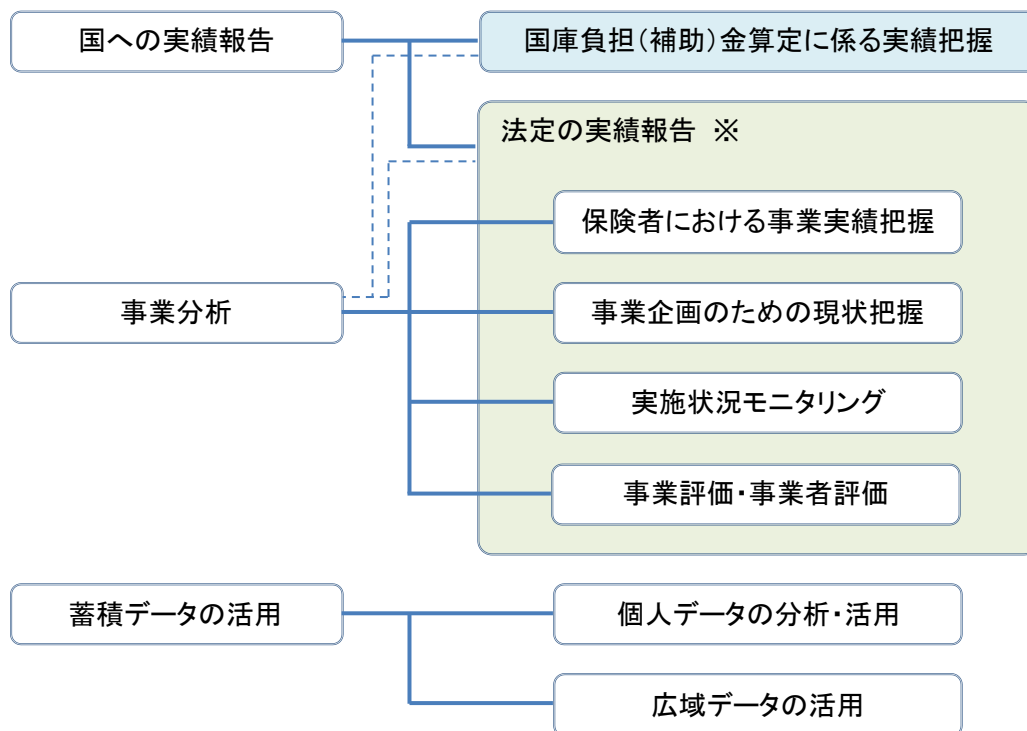 国への実績報告
国庫負担(補助)金算定に係る実績把握
法定の実績報告 ※
保険者における事業実績把握
事業分析
事業企画のための現状把握
実施状況モニタリング
事業評価・事業者評価
蓄積データの活用
個人データの分析・活用
広域データの活用